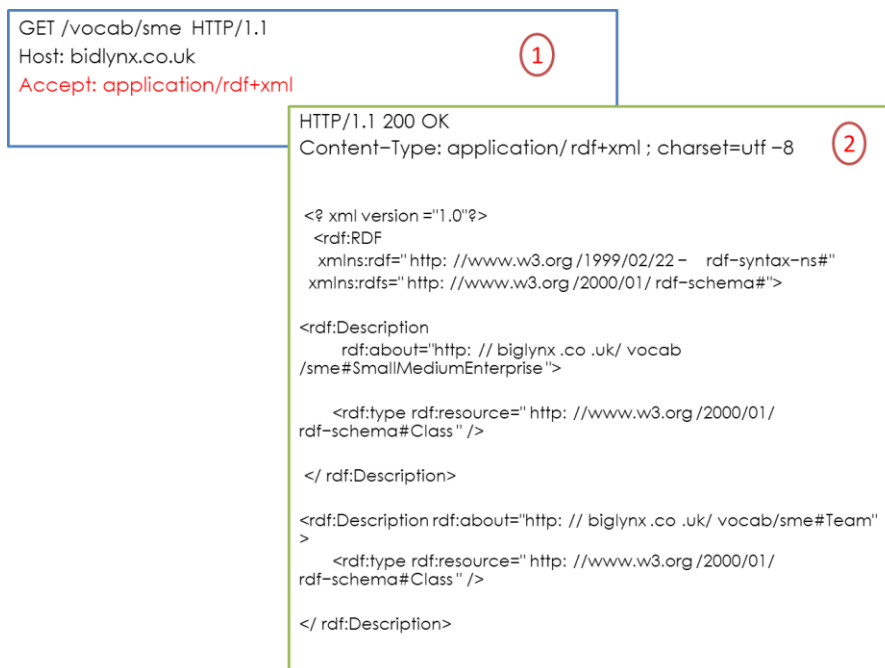 GET /vocab/sme HTTP/1.1
Host: bidlynx.co.uk
1
Accept: application/rdf+xml
HTTP/1.1 200 OK
Content–Type: application/ rdf+xml ; charset=utf –8
2
<? xml version ="1.0"?>
<rdf:RDF
xmlns:rdf=" http: //www.w3.org /1999/02/22 – rdf–syntax–ns#"
xmlns:rdfs=" http: //www.w3.org /2000/01/ rdf–schema#">
<rdf:Description
rdf:about="http: // biglynx .co .uk/ vocab
/sme#SmallMediumEnterprise ">
<rdf:type rdf:resource=" http: //www.w3.org /2000/01/
rdf–schema#Class " />
</ rdf:Description>
<rdf:Description rdf:about="http: // biglynx .co .uk/ vocab/sme#Team"
>
<rdf:type rdf:resource=" http: //www.w3.org /2000/01/
rdf–schema#Class " />
</ rdf:Description>